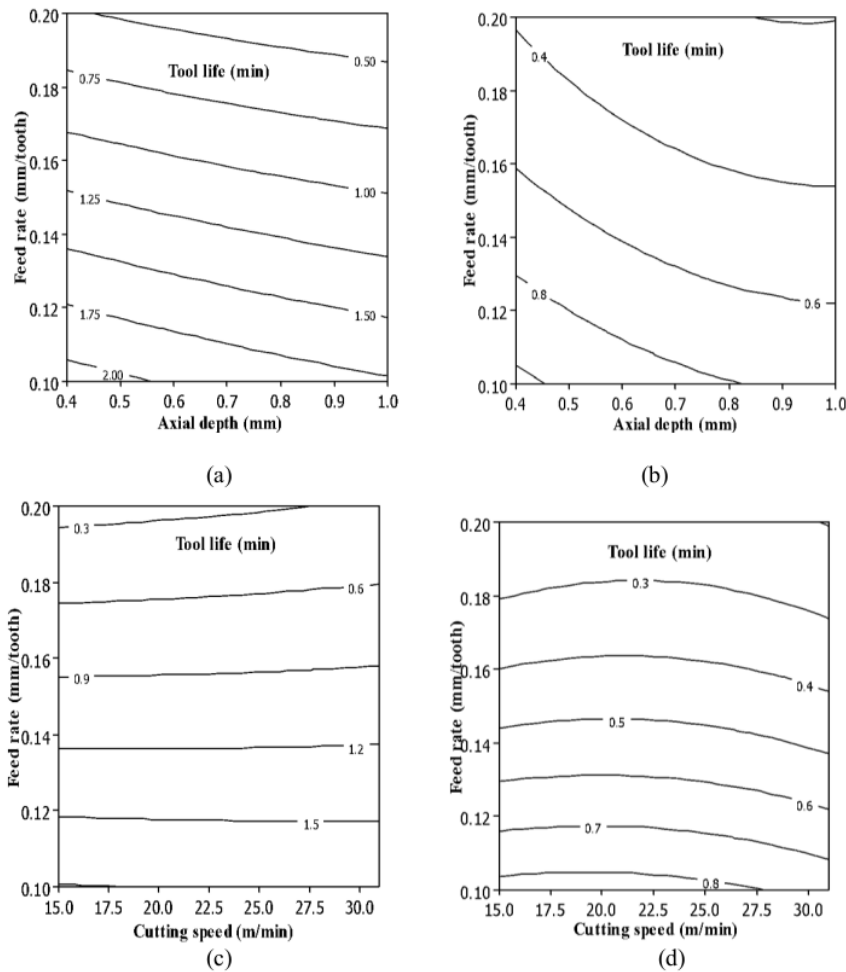 0.20
Tool life (min)
0.50
0.75
0.18
0.16
1.00
1.25
0.14
1.50
0.12
1.75
2.00
0.10
Feed rate (mm/tooth)
0.4 0.5 0.6 0.7 0.8 0.9 1.0
Axial depth (mm)
(a)
0.20
Tool life (min)
0.4
0.18
0.16
0.14
0.8
0.6
0.12
0.10
Feed rate (mm/tooth)
0.4 0.5 0.6 0.7 0.8 0.9 1.0
Axial depth (mm)
(b)
0.20
0.3
Tool life (min)
0.18
0.6
0.16
0.9
0.14
1.2
0.12
1.5
0.10
Feed rate (mm/tooth)
15.0 17.5 20.0 22.5 25.0 27.5 30.0
Cutting speed (m/min)
(c)
0.20
Tool life (min)
0.18
0.3
0.16
0.4
0.5
0.14
0.6
0.12
0.7
0.8
0.10
Feed rate (mm/tooth)
15.0 17.5 20.0 22.5 25.0 27.5 30.0
Cutting speed (m/min)
(d)